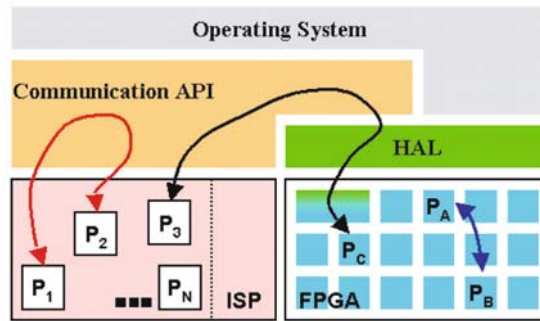 Operating System
Communication API
HAL
P3
PA
P2
PC
P1
PN
ISP
FPGA
PB